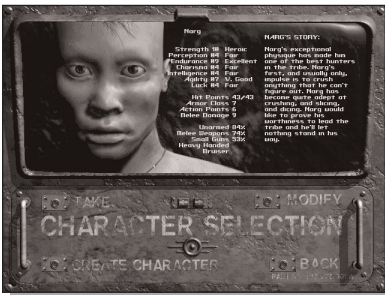 Narg
Strength 10 Heroic
Perception 04 Fair
Endurance 09 Excellent
Charisma 04 Fair
Intelligence 04 Fair
Agility 07 V. Good
Luck 04 Fair
Hit Points 43/43
Armor Class 7
Action Points 6
Melee Damage 9
Unarmed 84%
Melee Weapons 74%
Small Guns 33%
Heavy Handed
Bruiser
NARG'S STORY:
Narg's exceptional
physique has made him
one of the best hunters
in the tribe. Narg's
first, and usually only,
impulse is to crush
anything that he can't
figure out. Narg has
become quite adept at
crushing, and slicing,
and dicing. Narg would
like to prove his
worthiness to lead the
tribe and he'll let
nothing stand in his
way.
TAKE
MODIFY
CHARACTER SELECTION
CREATE CHARACTER
BACK